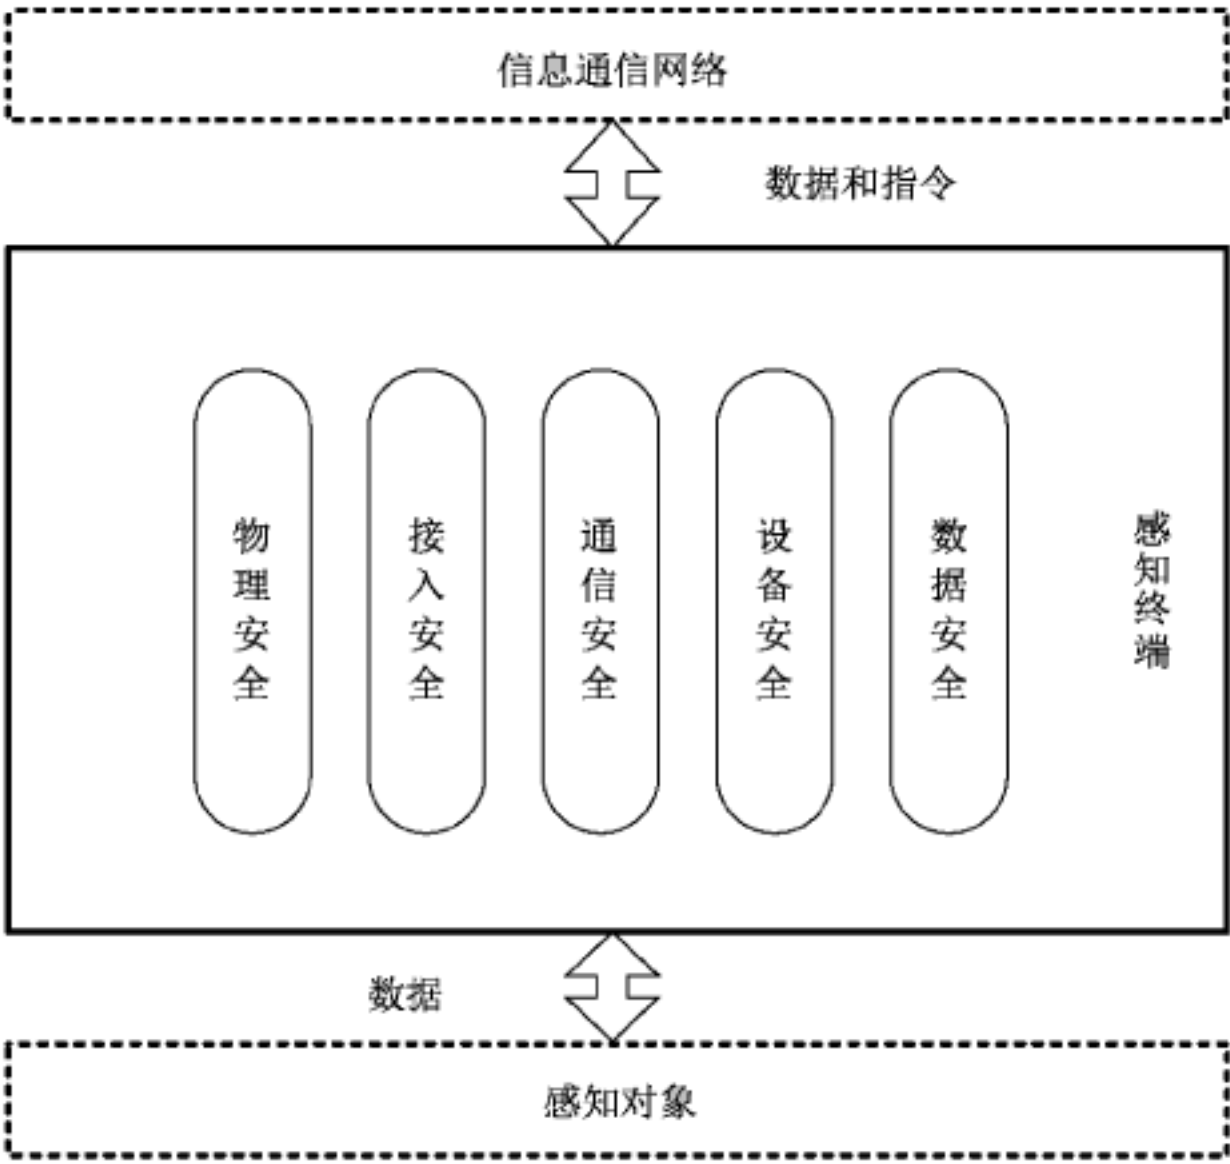 信息通信网络
数据和指令
物理安全
接入安全
通信安全
设备安全
数据安全
感知终端
数据
感知对象